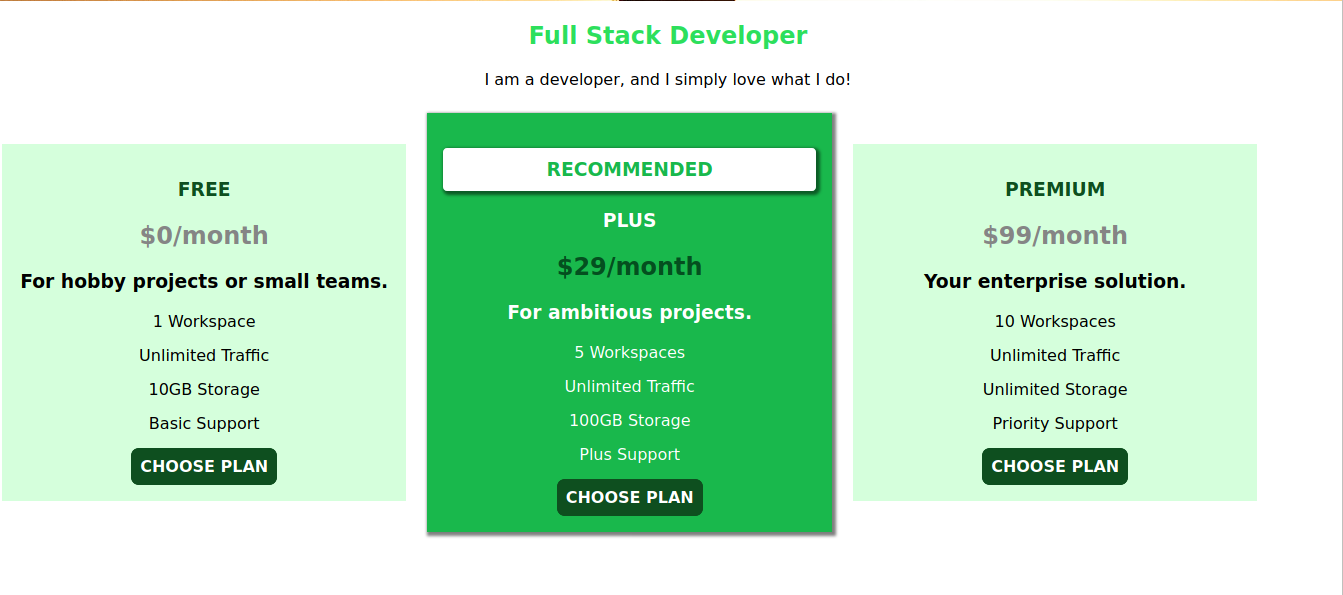 Full Stack Developer
I am a developer, and I simply love what I do!
FREE
$0/month
For hobby projects or small teams.
1 Workspace
Unlimited Traffic
10GB Storage
Basic Support
CHOOSE PLAN
RECOMMENDED
PLUS
$29/month
For ambitious projects.
5 Workspaces
Unlimited Traffic
100GB Storage
Plus Support
CHOOSE PLAN
PREMIUM
$99/month
Your enterprise solution.
10 Workspaces
Unlimited Traffic
Unlimited Storage
Priority Support
CHOOSE PLAN